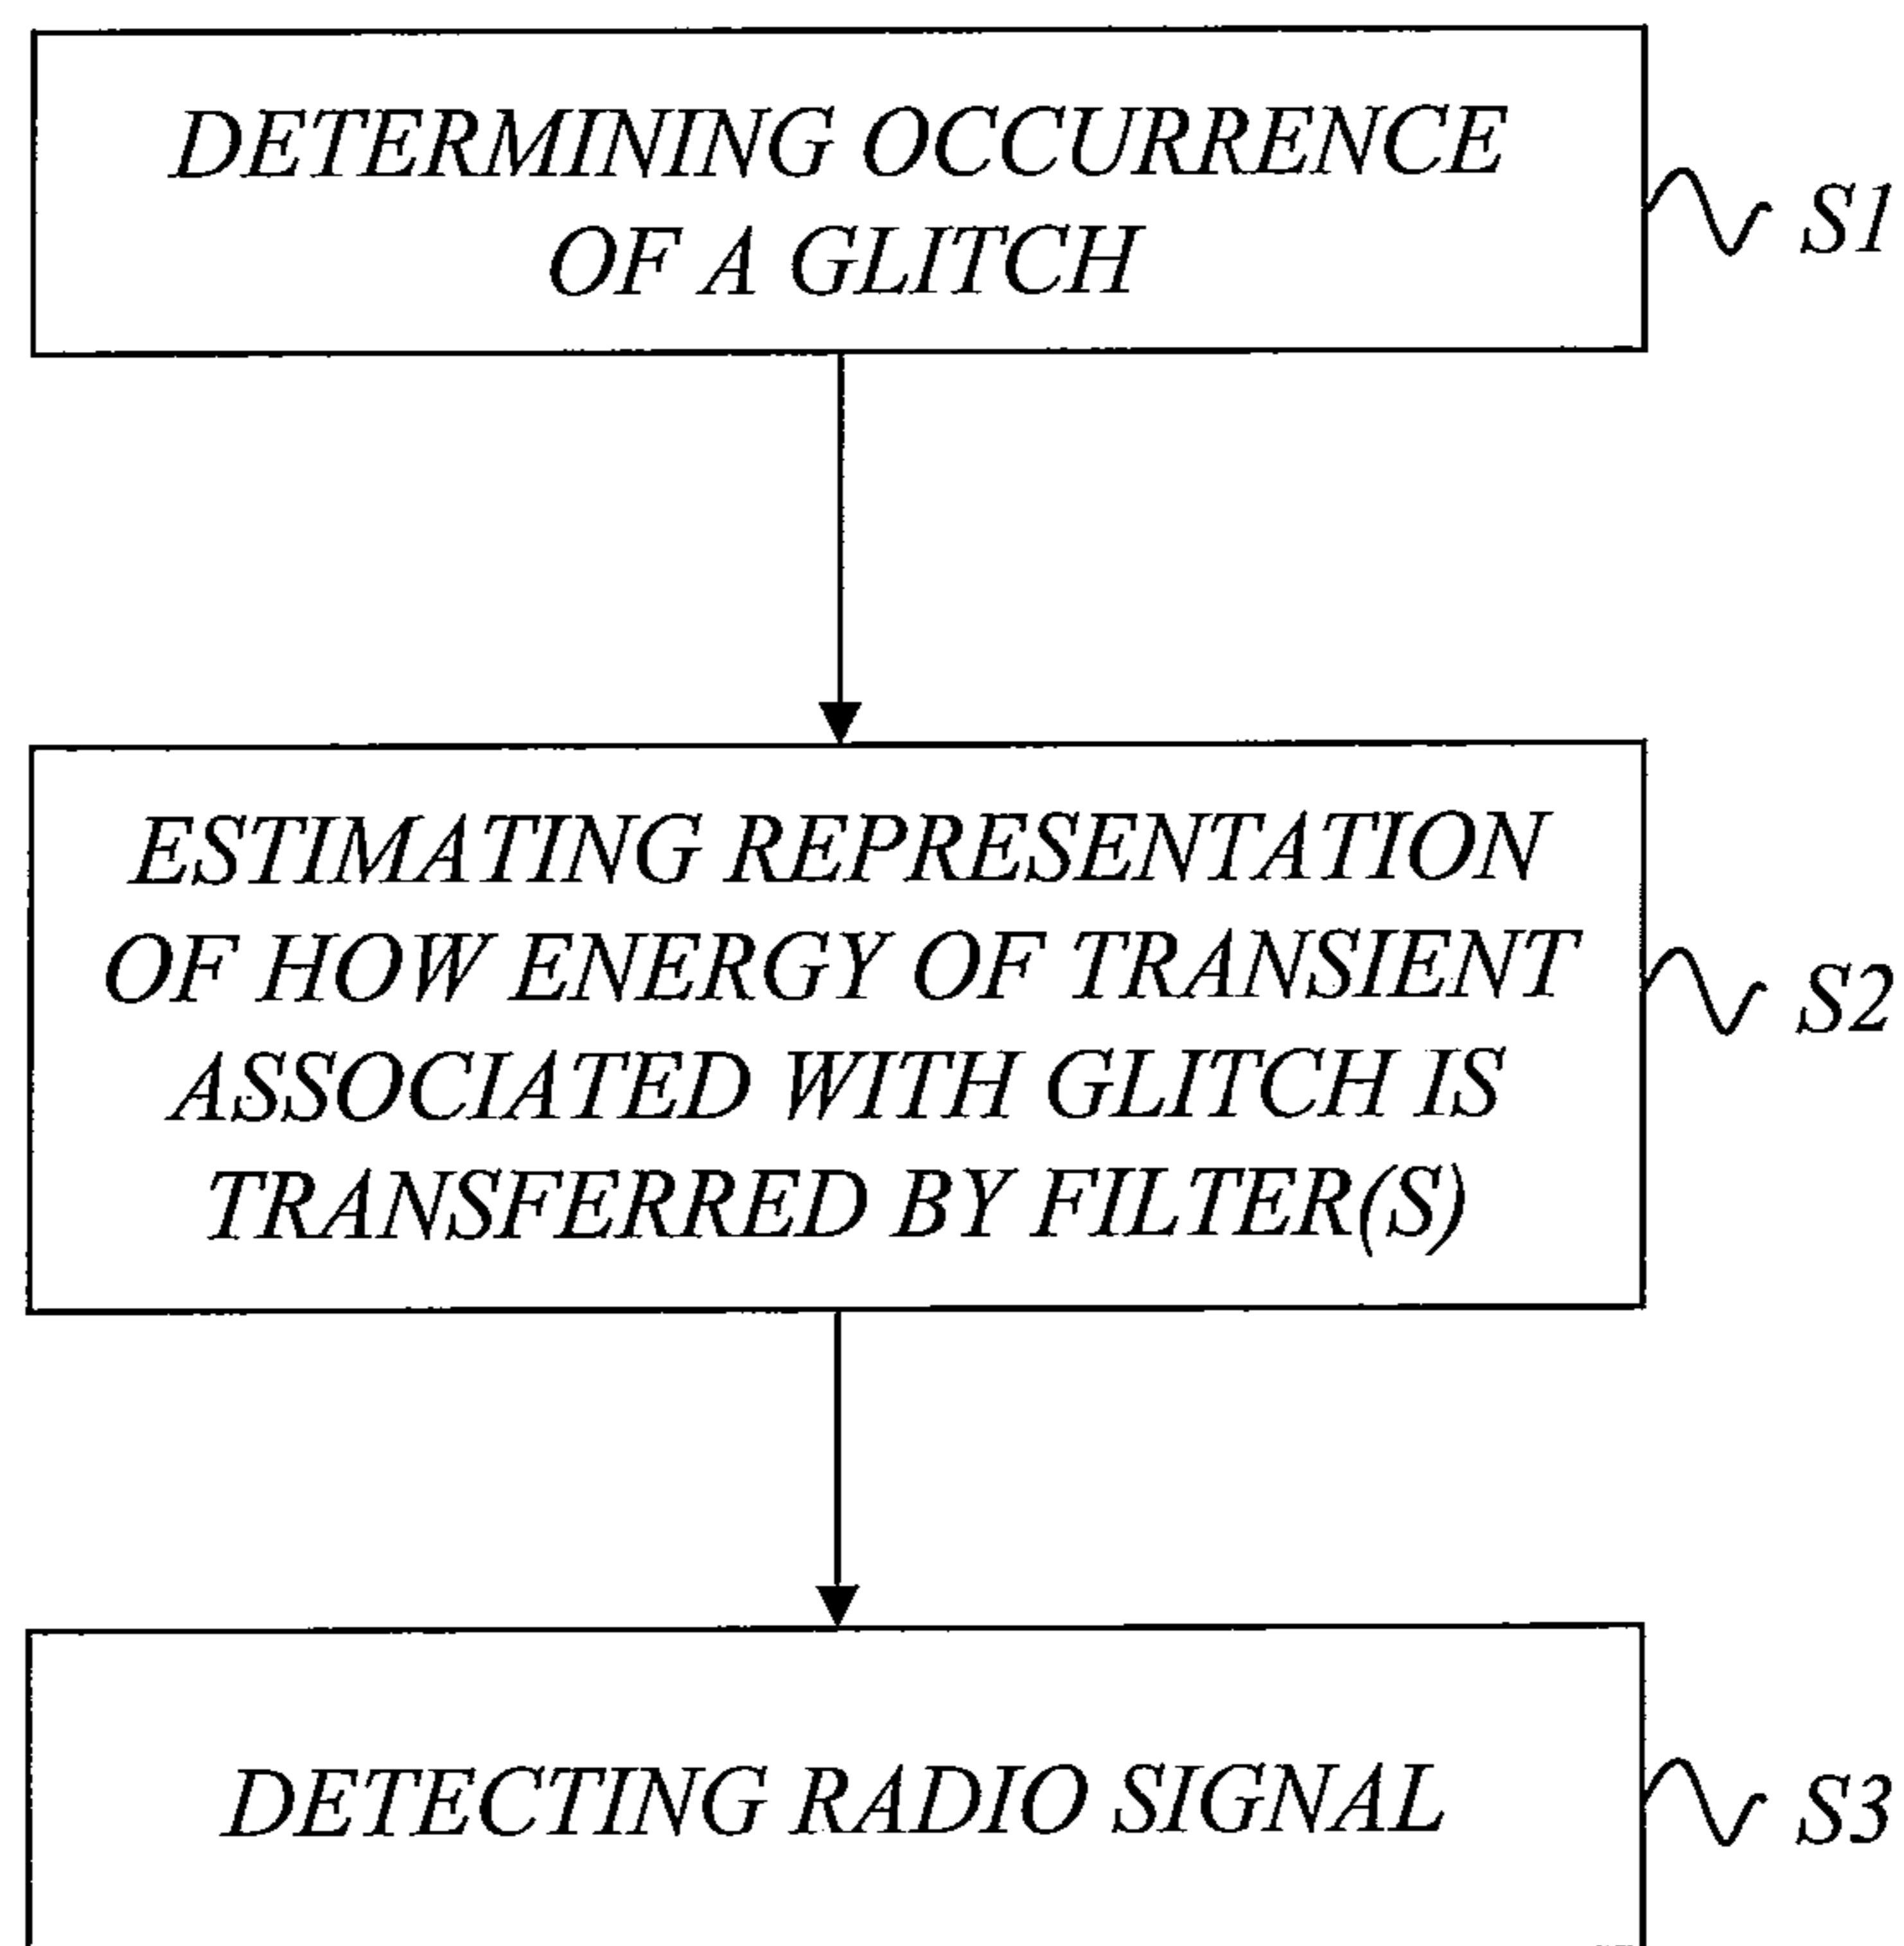 DETERMINING OCCURRENCE
OF A GLITCH
S1
ESTIMATING REPRESENTATION
OF HOW ENERGY OF TRANSIENT
ASSOCIATED WITH GLITCH IS
TRANSFERRED BY FILTER(S)
S2
DETECTING RADIO SIGNAL
S3